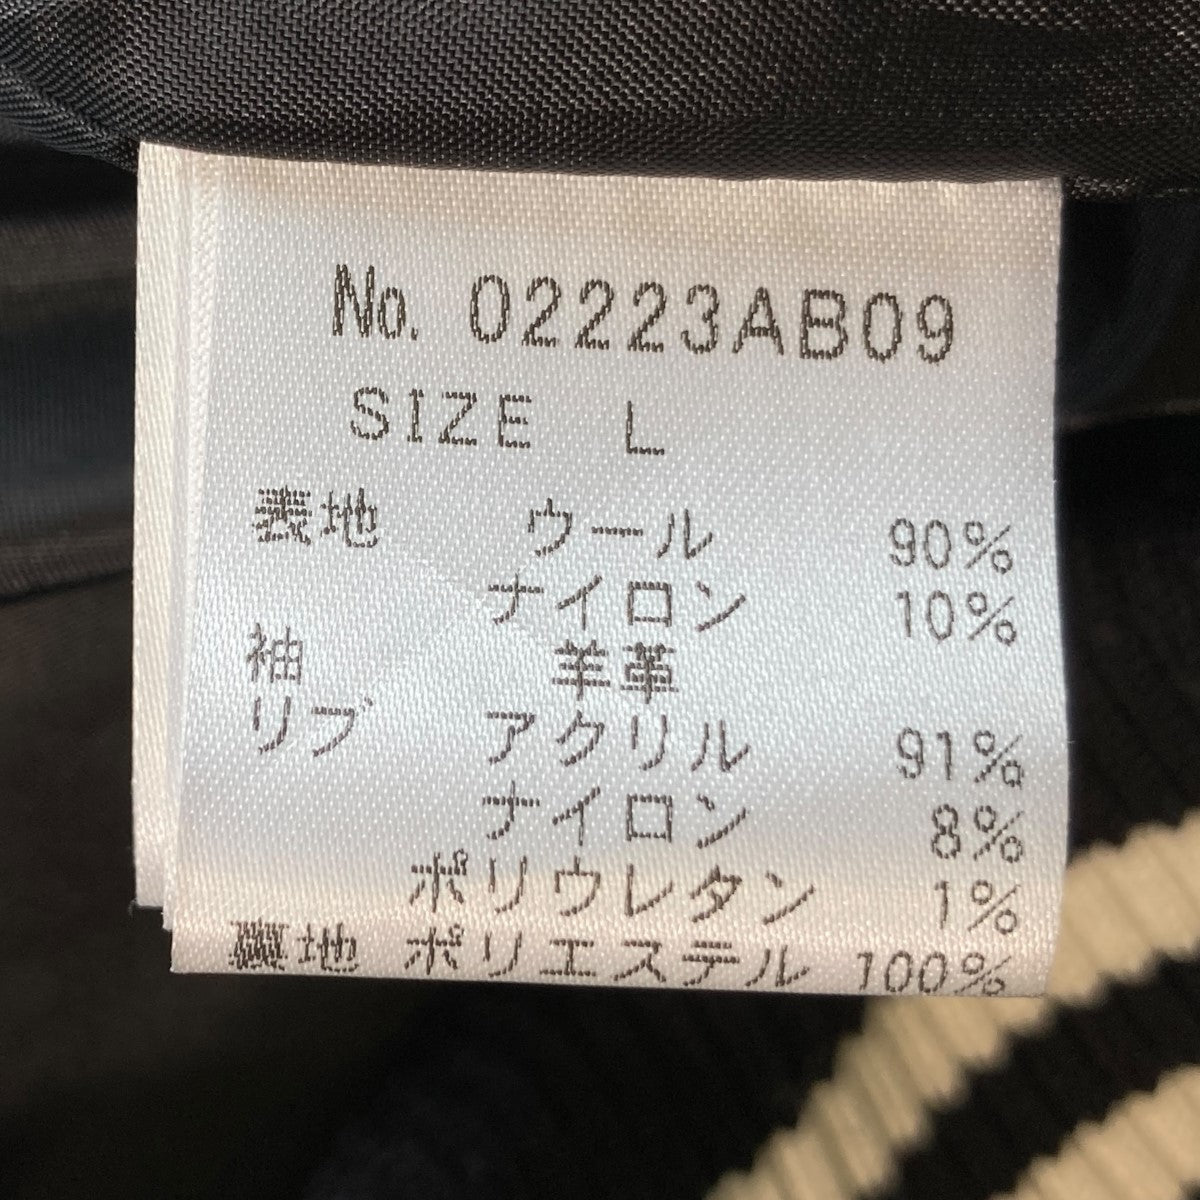 No. 02223AB09
SIZE L
表地 ウール 90%
ナイロン 10%
袖 羊革
リブ アクリル 91%
ナイロン 8%
ポリウレタン 1%
裏地 ポリエステル 100%